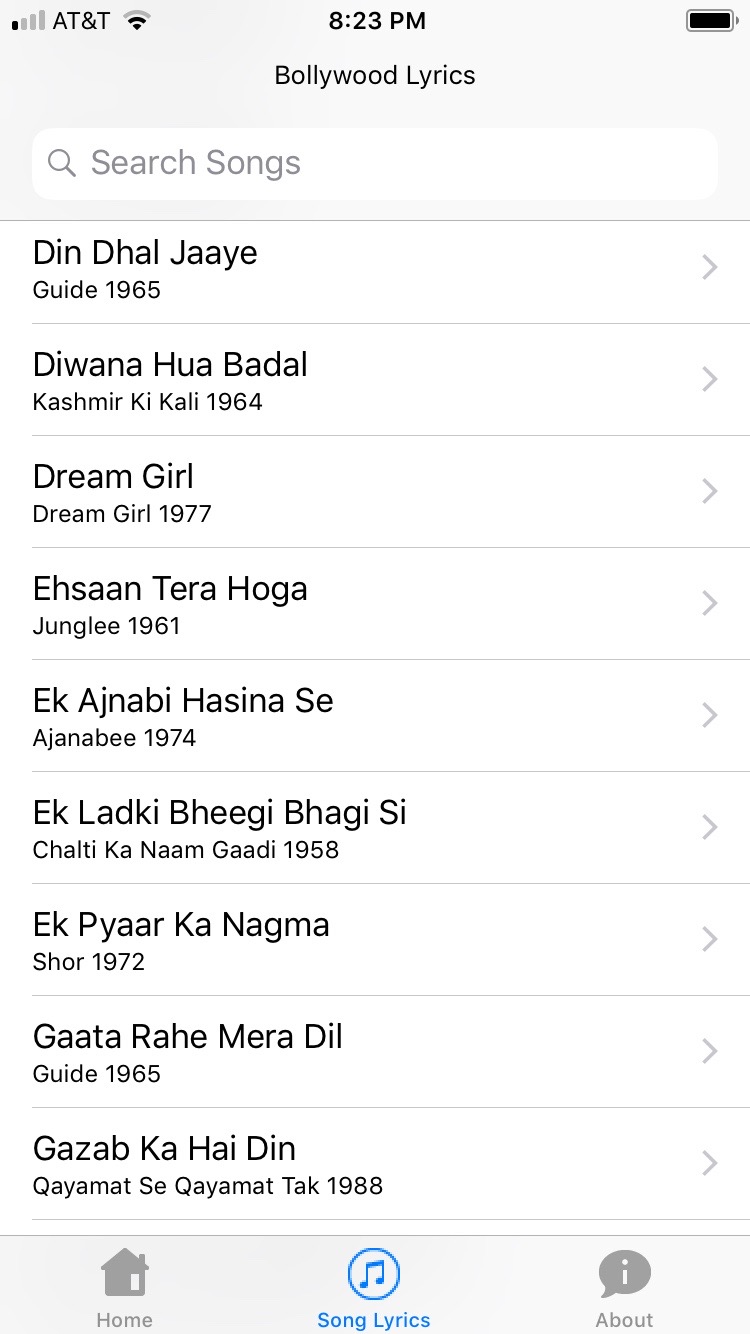 AT&T 8:23 PM
Bollywood Lyrics
Search Songs
Din Dhal Jaaye
Guide 1965
Diwana Hua Badal
Kashmir Ki Kali 1964
Dream Girl
Dream Girl 1977
Ehsaan Tera Hoga
Junglee 1961
Ek Ajnabi Hasina Se
Ajanabee 1974
Ek Ladki Bheegi Bhagi Si
Chalti Ka Naam Gaadi 1958
Ek Pyaar Ka Nagma
Shor 1972
Gaata Rahe Mera Dil
Guide 1965
Gazab Ka Hai Din
Qayamat Se Qayamat Tak 1988
Home Song Lyrics About